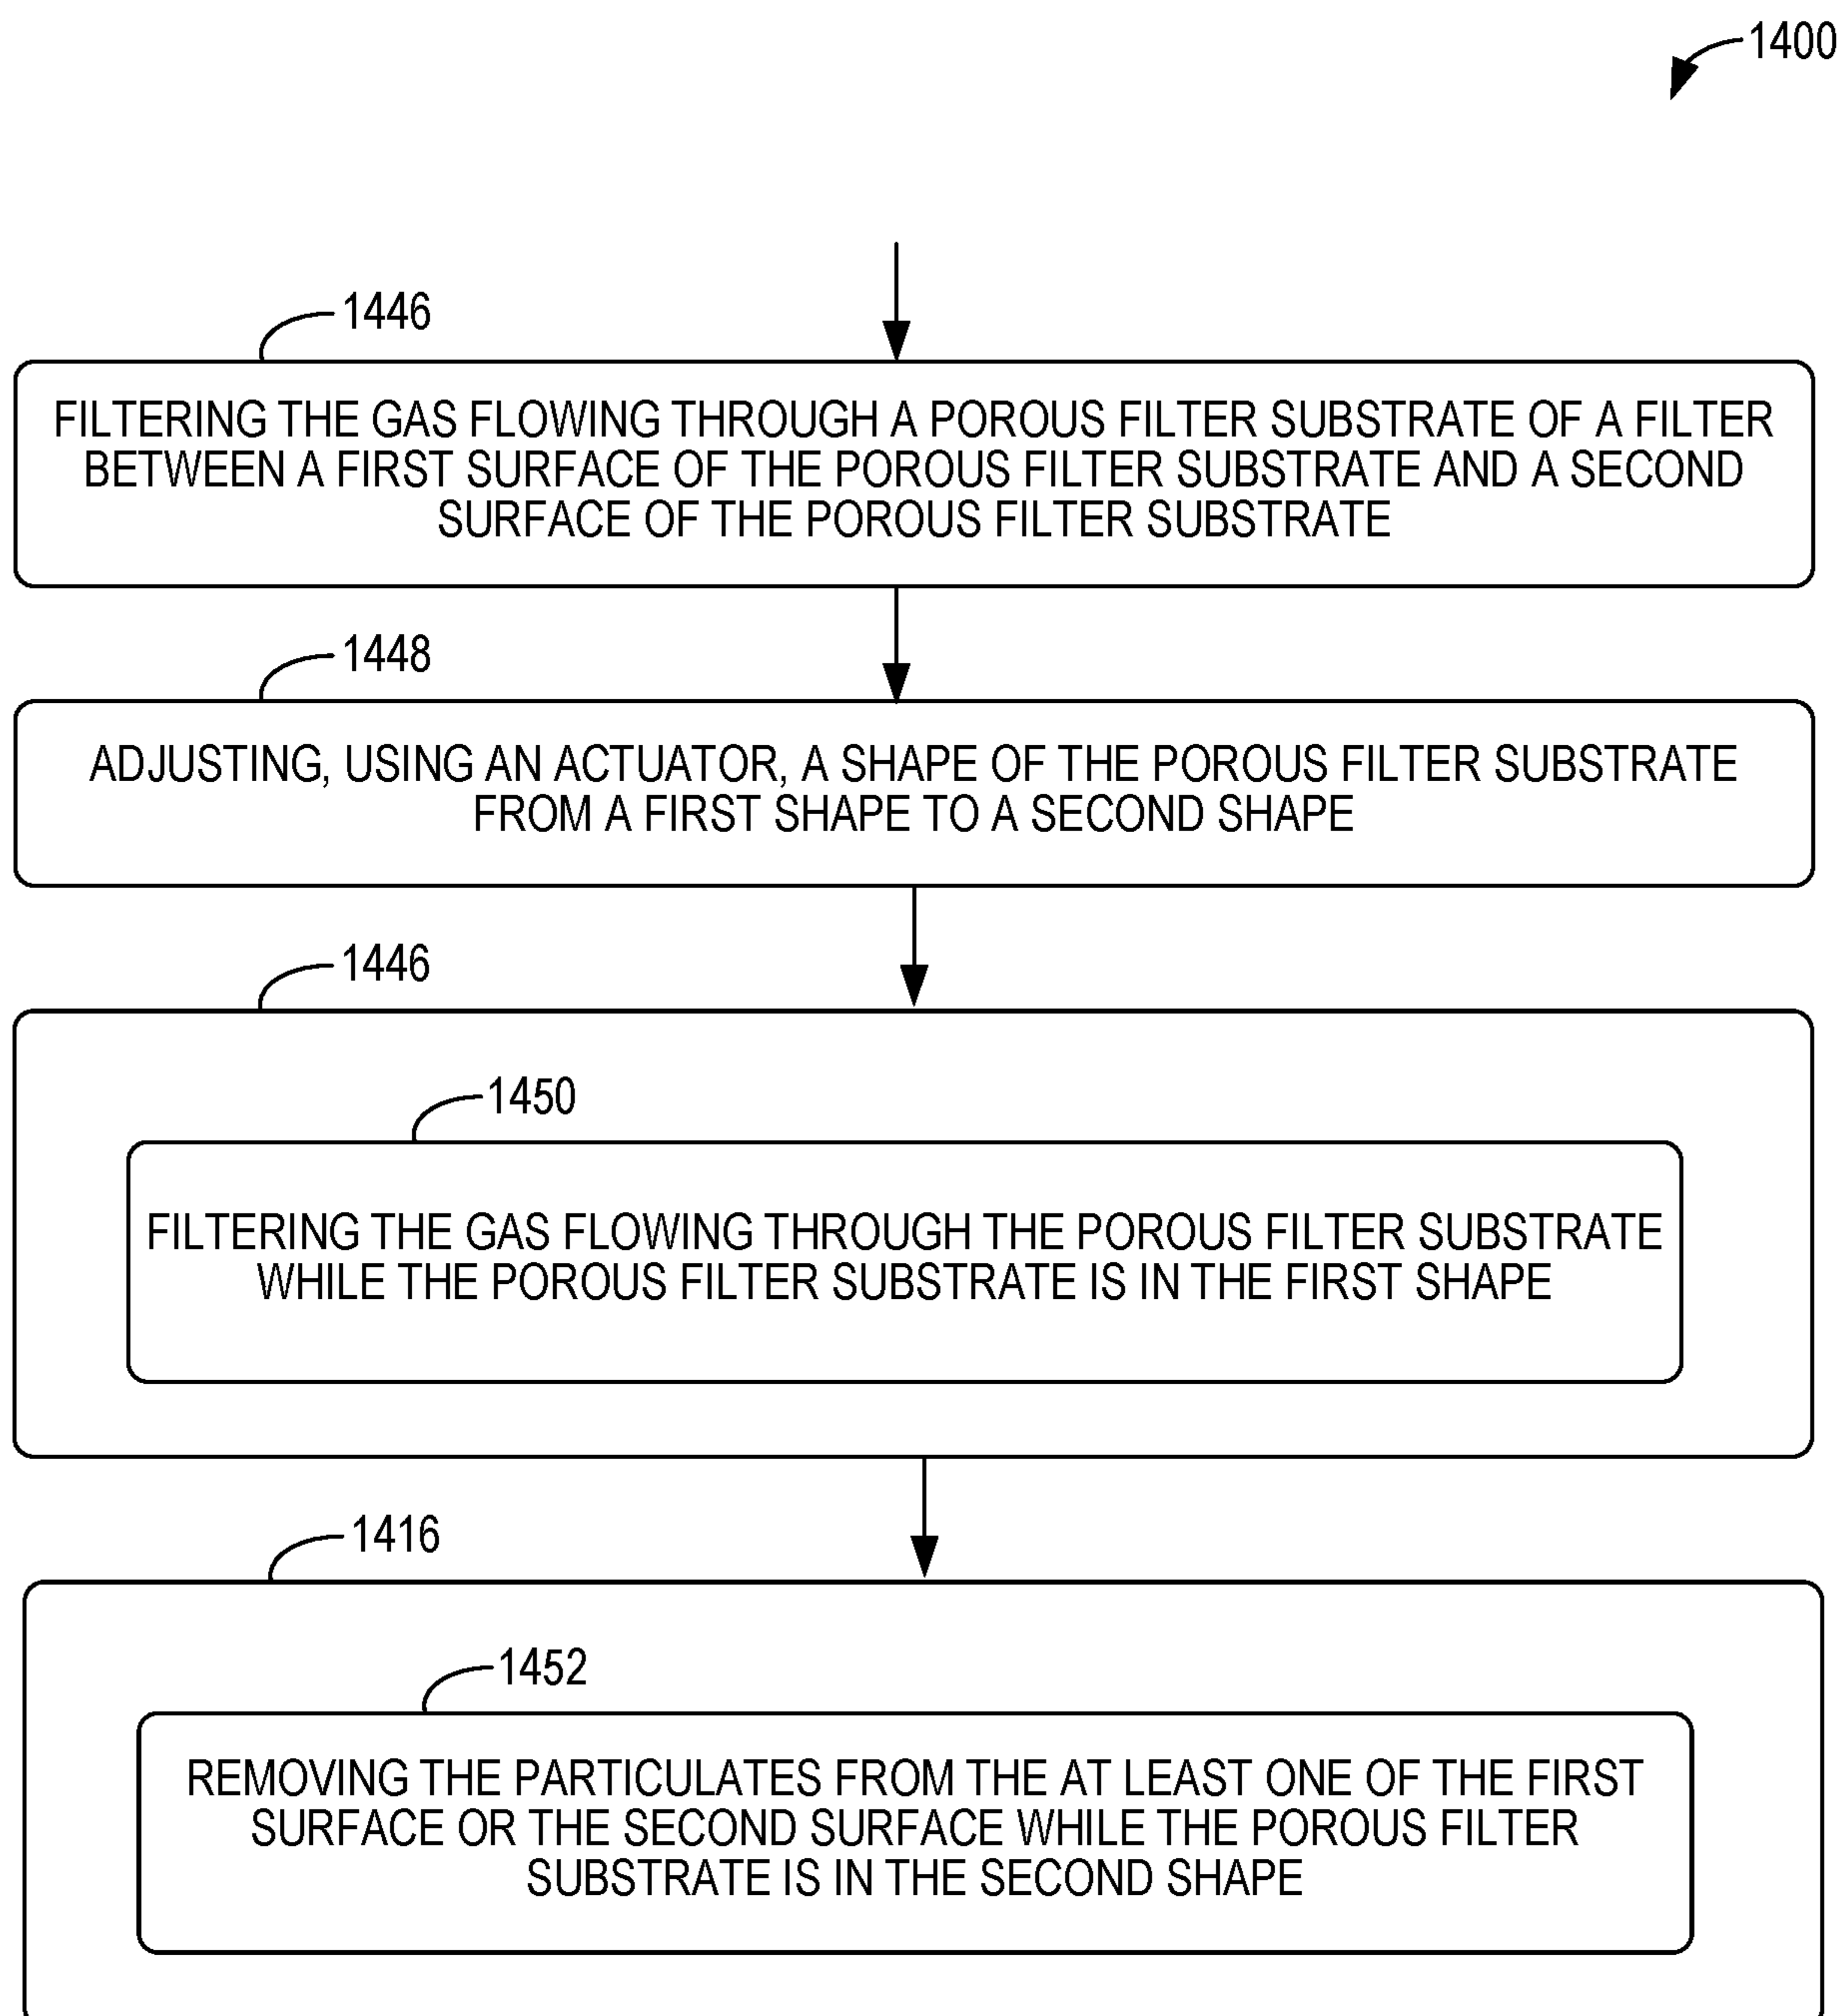 1400
1446
FILTERING THE GAS FLOWING THROUGH A POROUS FILTER SUBSTRATE OF A FILTER
BETWEEN A FIRST SURFACE OF THE POROUS FILTER SUBSTRATE AND A SECOND
SURFACE OF THE POROUS FILTER SUBSTRATE
1448
ADJUSTING, USING AN ACTUATOR, A SHAPE OF THE POROUS FILTER SUBSTRATE
FROM A FIRST SHAPE TO A SECOND SHAPE
1446
1450
FILTERING THE GAS FLOWING THROUGH THE POROUS FILTER SUBSTRATE
WHILE THE POROUS FILTER SUBSTRATE IS IN THE FIRST SHAPE
1416
1452
REMOVING THE PARTICULATES FROM THE AT LEAST ONE OF THE FIRST
SURFACE OR THE SECOND SURFACE WHILE THE POROUS FILTER
SUBSTRATE IS IN THE SECOND SHAPE